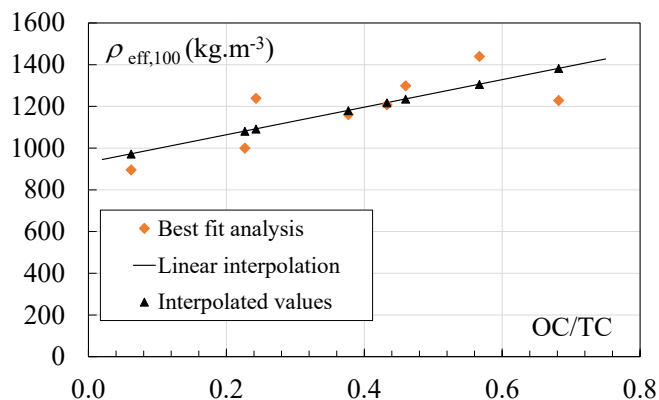 1600
ρ eff,100 (kg.m-3)
1400
1200
1000
800
600
Best fit analysis
400
Linear interpolation
Interpolated values
200
OC/TC
0
0.0 0.2 0.4 0.6 0.8